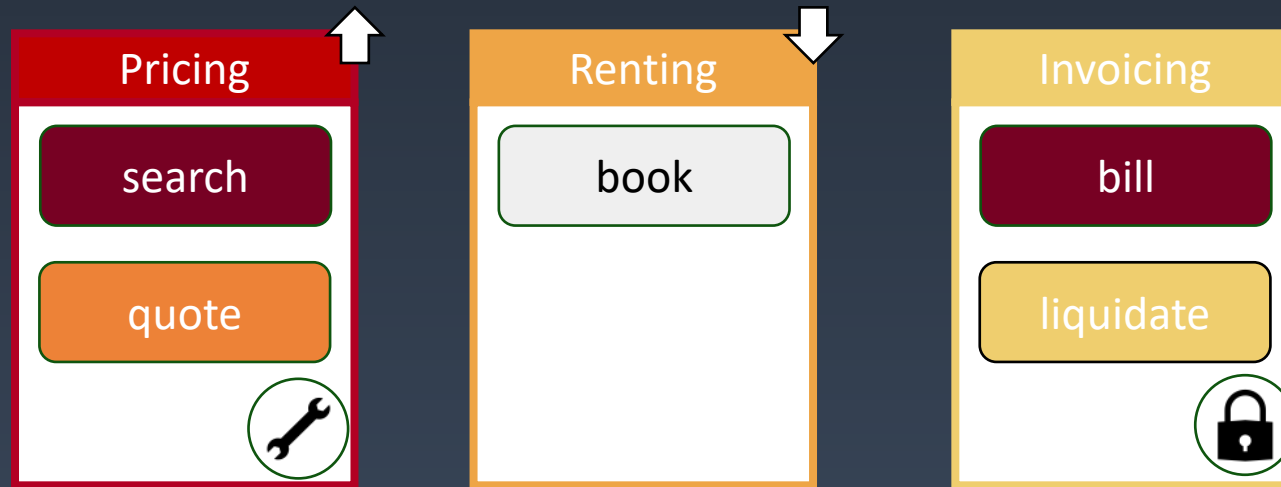 Pricing
search
quote
Renting
book
Invoicing
bill
liquidate